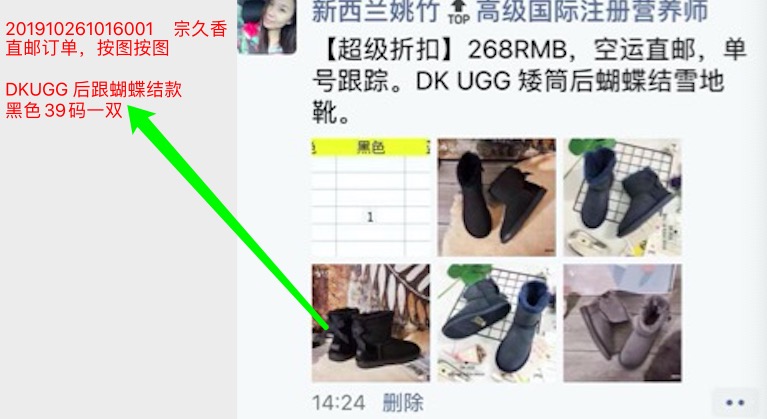 201910261016001 宗久香
直邮订单，按图按图
DKUGG 后跟蝴蝶结款
黑色 39 码一双
新西兰姚竹 TOP 高级国际注册营养师
【超级折扣】268RMB，空运直邮，单
号跟踪。DK UGG 矮筒后蝴蝶结雪地
靴。
黑色
1
14:24 删除